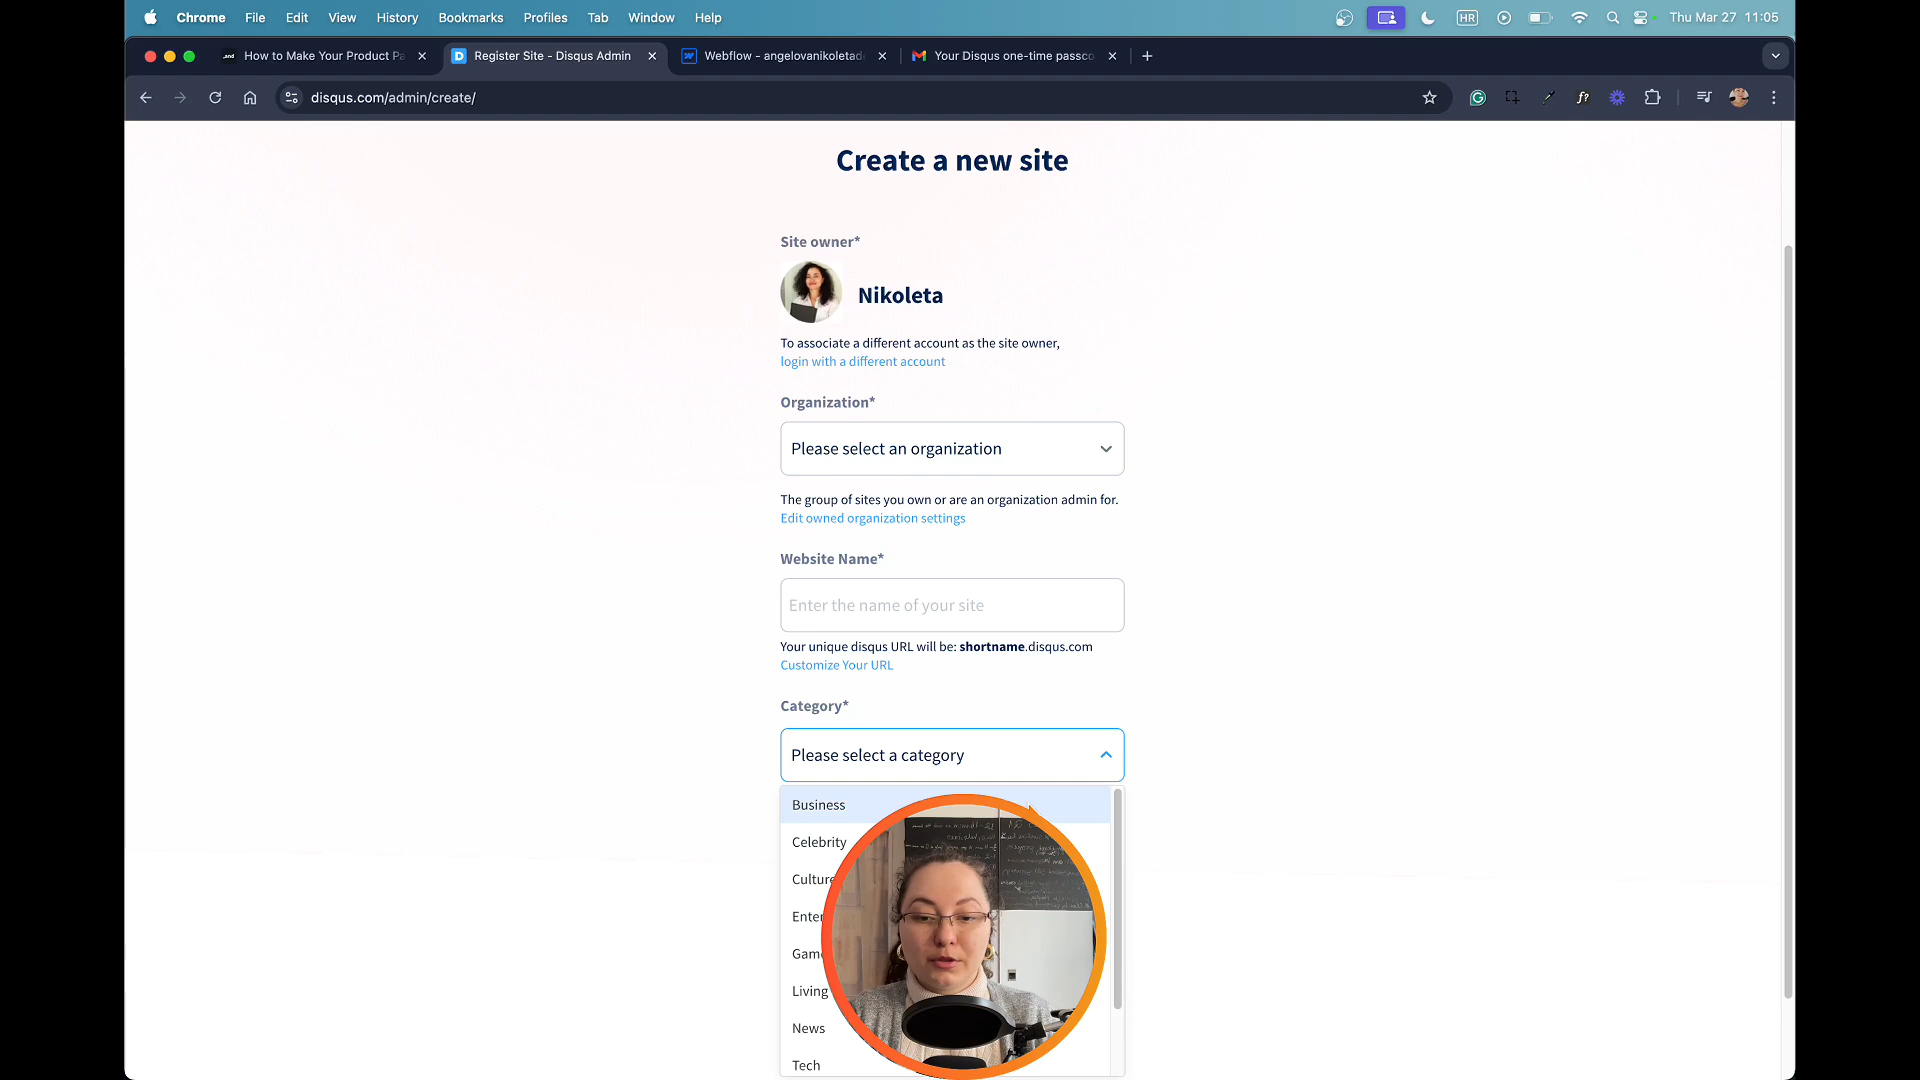 Chrome File Edit View History Bookmarks Profiles Tab Window Help HR Thu Mar 27 11:05
How to Make Your Product Pa Register Site - Disqus Admin Webflow - angelovanikoletade Your Disqus one-time passco
disqus.com/admin/create/
Create a new site
Site owner*
Nikoleta
To associate a different account as the site owner,
login with a different account
Organization*
Please select an organization
The group of sites you own or are an organization admin for.
Edit owned organization settings
Website Name*
Enter the name of your site
Your unique disqus URL will be: shortname.disqus.com
Customize Your URL
Category*
Please select a category
Business
Celebrity
Culture
Enter
Game
Living
News
Tech